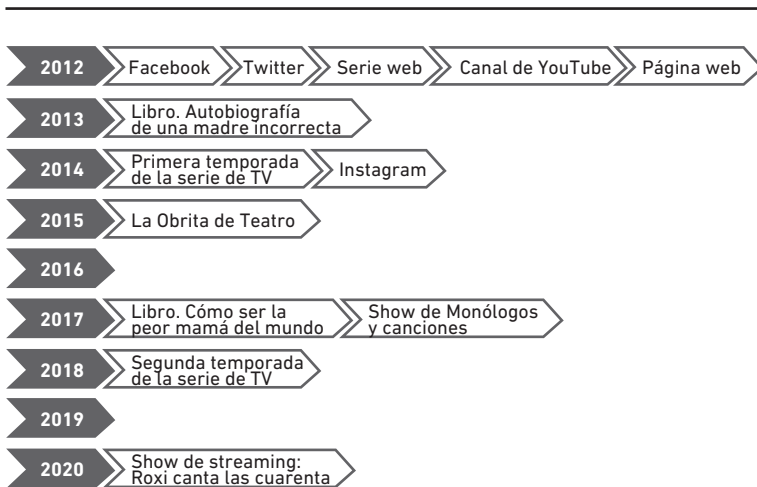 2012 Facebook Twitter Serie web Canal de YouTube Página web
2013 Libro. Autobiografía
de una madre incorrecta
2014 Primera temporada
de la serie de TV Instagram
2015 La Obrita de Teatro
2016
2017 Libro. Cómo ser la
peor mamá del mundo Show de Monólogos
y canciones
2018 Segunda temporada
de la serie de TV
2019
2020 Show de streaming:
Roxi canta las cuarenta